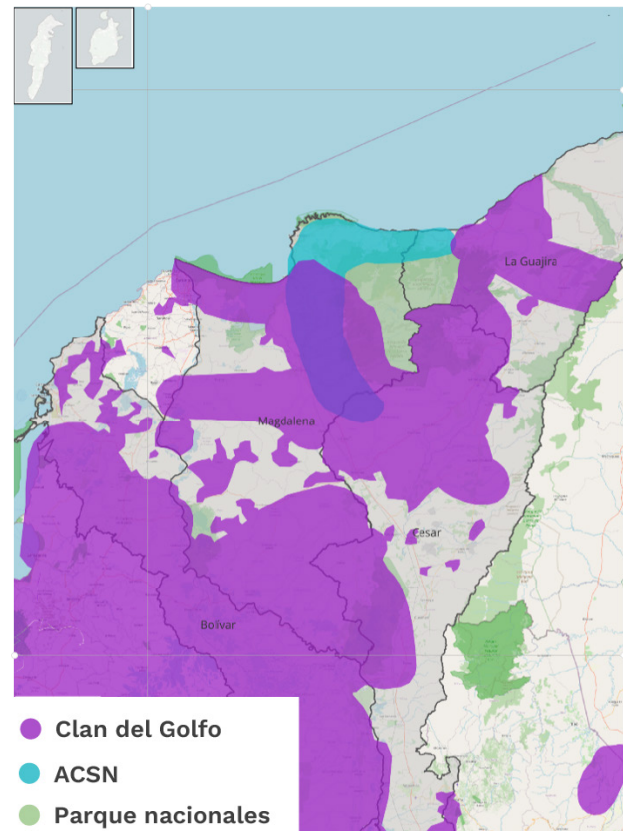 La Guajira
Magdalena
Cesar
Bolívar
Clan del Golfo
ACSN
Parque nacionales